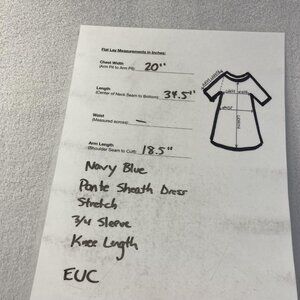 Flat Lay Measurements in Inches:
Chest Width
(Arm Pit to Arm Pit) 20"
Length
(Center of Neck Seam to Bottom) 34.5"
Waist
(Measured across) –
Arm Length
(Shoulder Seam to Cuff) 18.5"
Navy Blue
Ponte Sheath Dress
Stretch
3/4 Sleeve
Knee Length
EUC